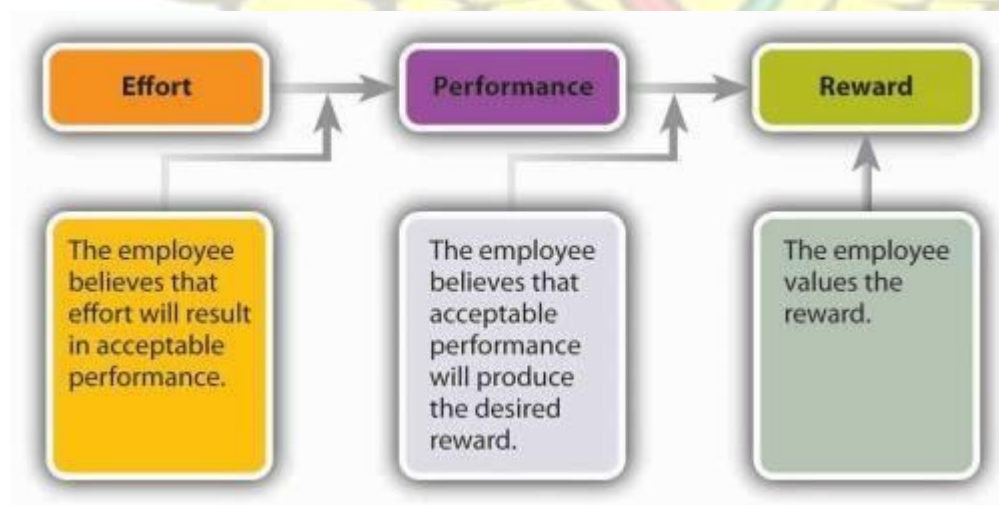 Effort
Performance
Reward
The employee
believes that
effort will result
in acceptable
performance.
The employee
believes that
acceptable
performance
will produce
the desired
reward.
The employee
values the
reward.